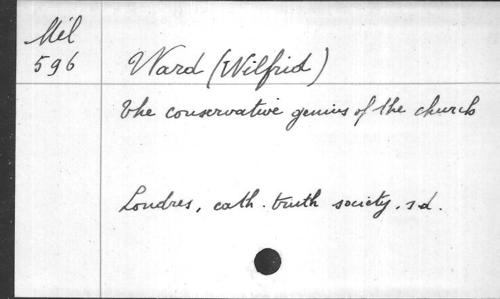 Mél
596
Ward (Wilfrid)
The conservative genius of the church
Londres, cath. truth society, s d.